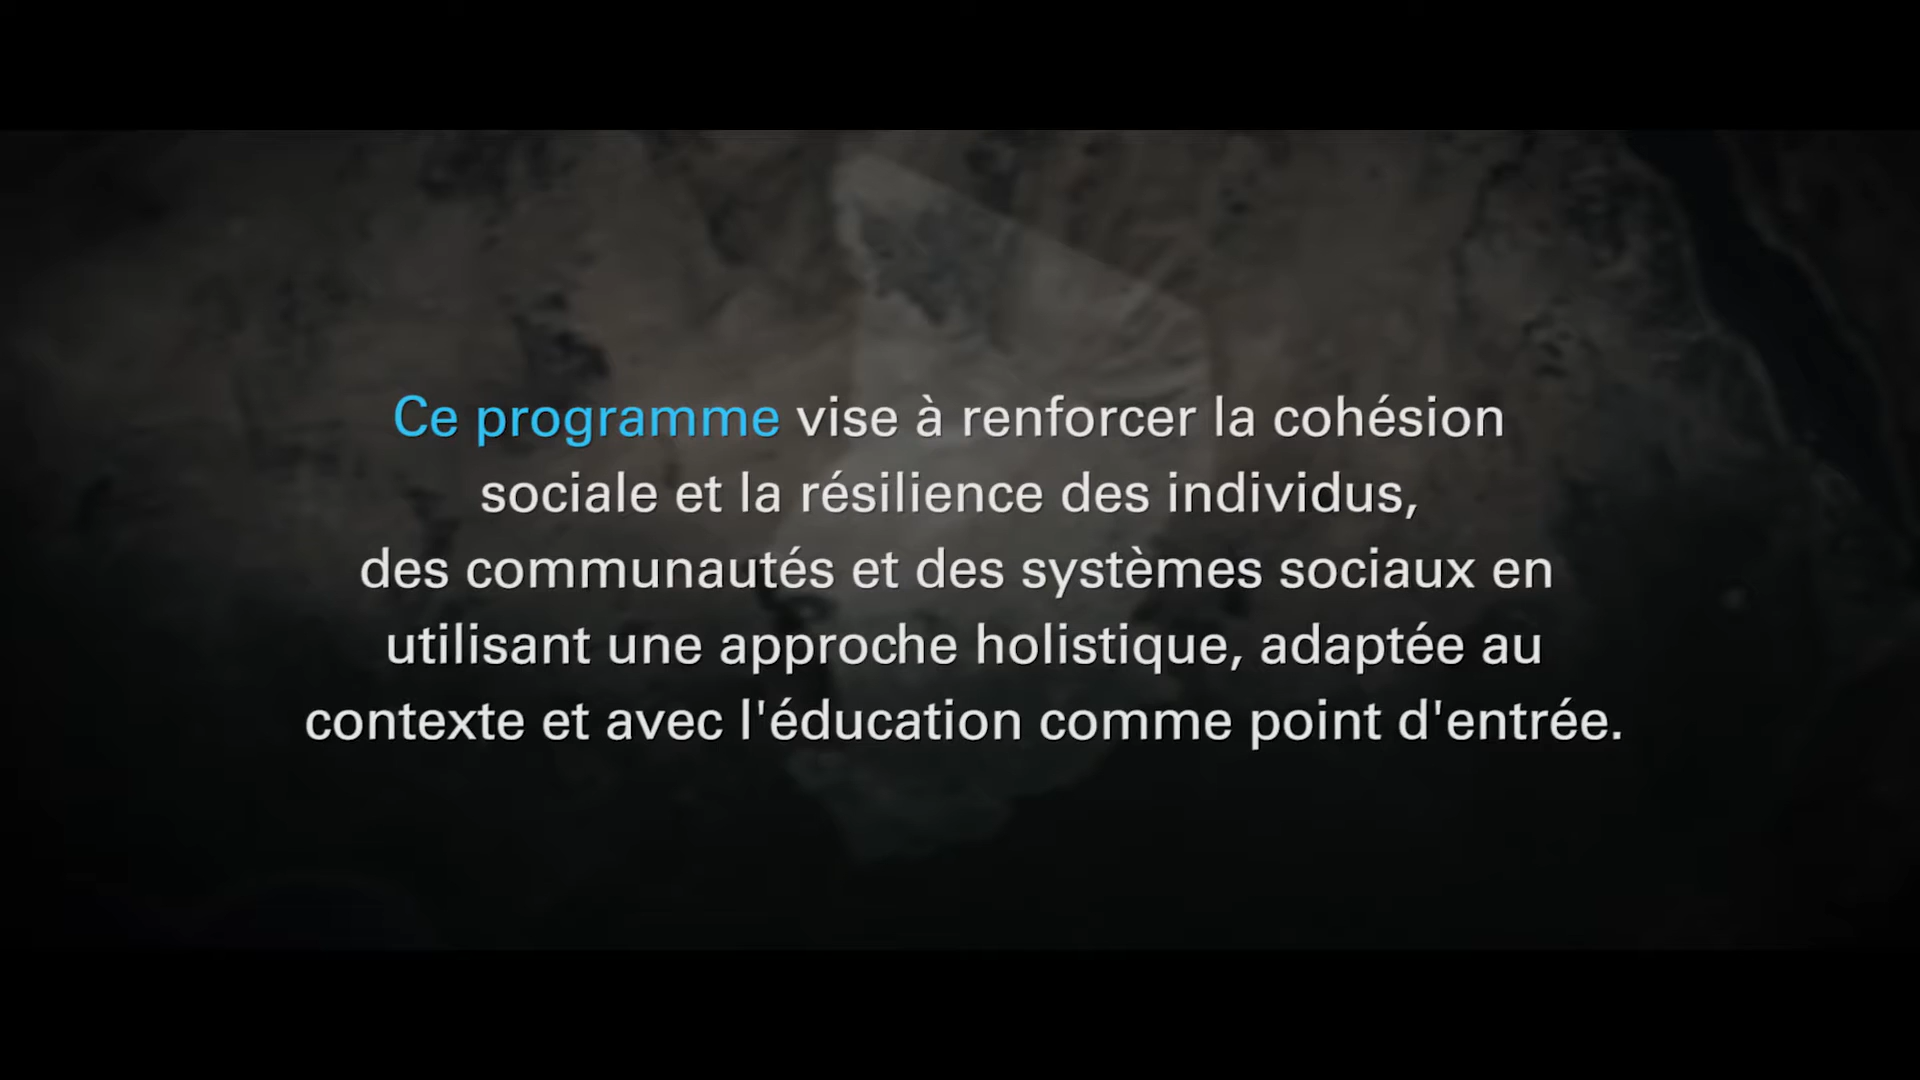 Ce programme vise à renforcer la cohésion
sociale et la résilience des individus,
des communautés et des systèmes sociaux en
utilisant une approche holistique, adaptée au
contexte et avec l'éducation comme point d'entrée.